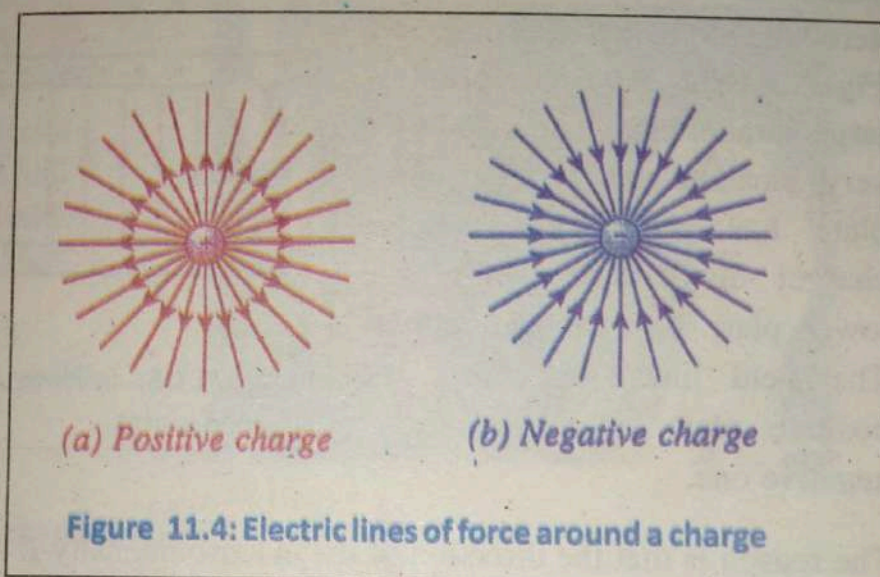 +
−
(a) Positive charge
(b) Negative charge
Figure 11.4: Electric lines of force around a charge